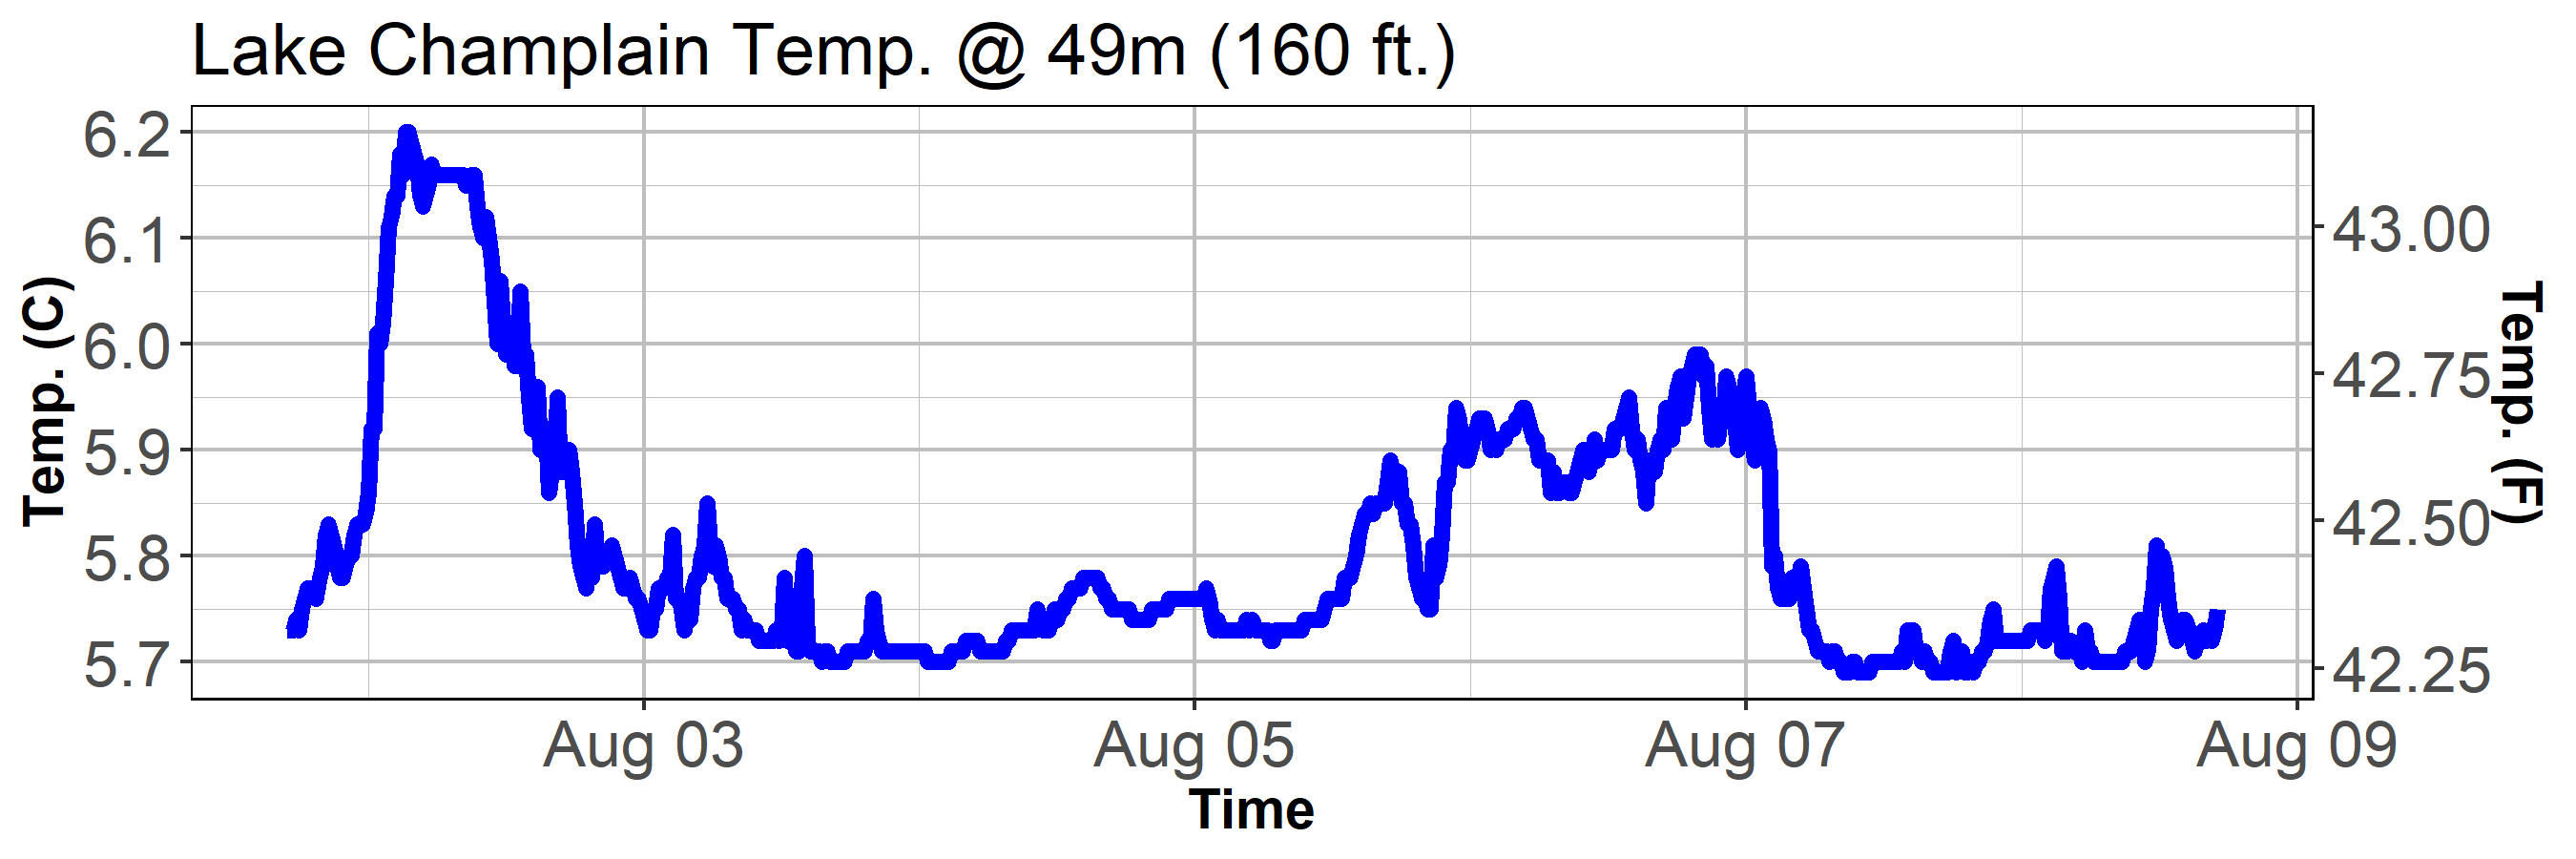 Lake Champlain Temp. @ 49m (160 ft.)
Temp. (C)
6.2
6.1
6.0
5.9
5.8
5.7
43.00
42.75
42.50
42.25
Temp. (F)
Aug 03
Aug 05
Aug 07
Aug 09
Time